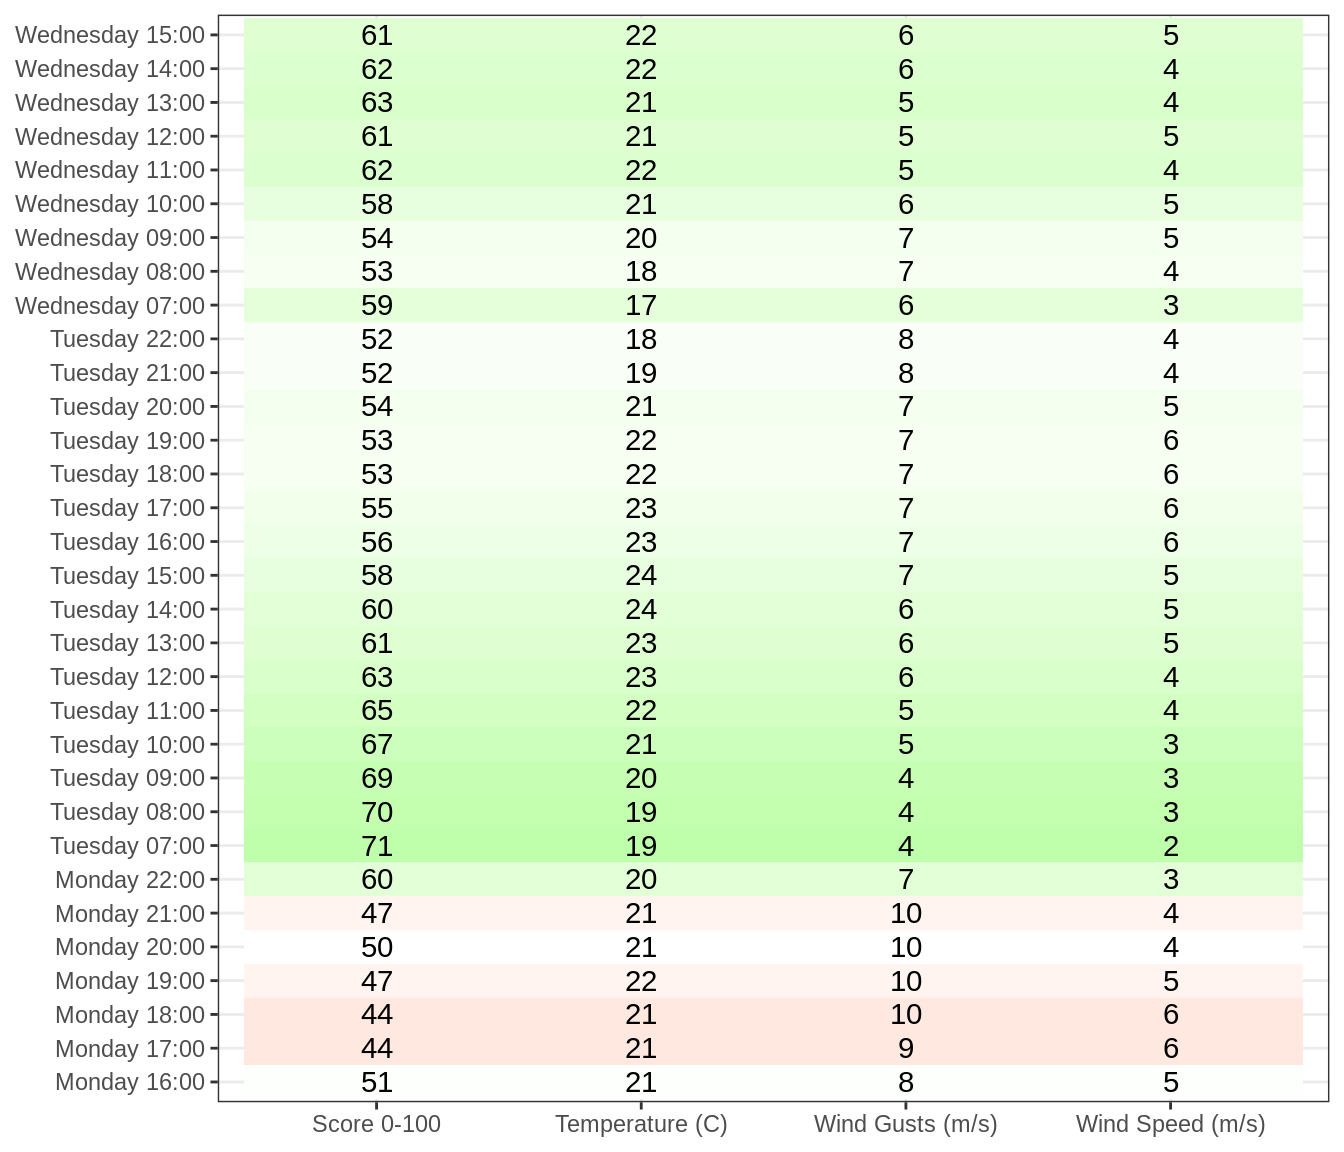 Wednesday 15:00 61 22 6 5
Wednesday 14:00 62 22 6 4
Wednesday 13:00 63 21 5 4
Wednesday 12:00 61 21 5 5
Wednesday 11:00 62 22 5 4
Wednesday 10:00 58 21 6 5
Wednesday 09:00 54 20 7 5
Wednesday 08:00 53 18 7 4
Wednesday 07:00 59 17 6 3
Tuesday 22:00 52 18 8 4
Tuesday 21:00 52 19 8 4
Tuesday 20:00 54 21 7 5
Tuesday 19:00 53 22 7 6
Tuesday 18:00 53 22 7 6
Tuesday 17:00 55 23 7 6
Tuesday 16:00 56 23 7 6
Tuesday 15:00 58 24 7 5
Tuesday 14:00 60 24 6 5
Tuesday 13:00 61 23 6 5
Tuesday 12:00 63 23 6 4
Tuesday 11:00 65 22 5 4
Tuesday 10:00 67 21 5 3
Tuesday 09:00 69 20 4 3
Tuesday 08:00 70 19 4 3
Tuesday 07:00 71 19 4 2
Monday 22:00 60 20 7 3
Monday 21:00 47 21 10 4
Monday 20:00 50 21 10 4
Monday 19:00 47 22 10 5
Monday 18:00 44 21 10 6
Monday 17:00 44 21 9 6
Monday 16:00 51 21 8 5
Score 0-100 Temperature (C) Wind Gusts (m/s) Wind Speed (m/s)